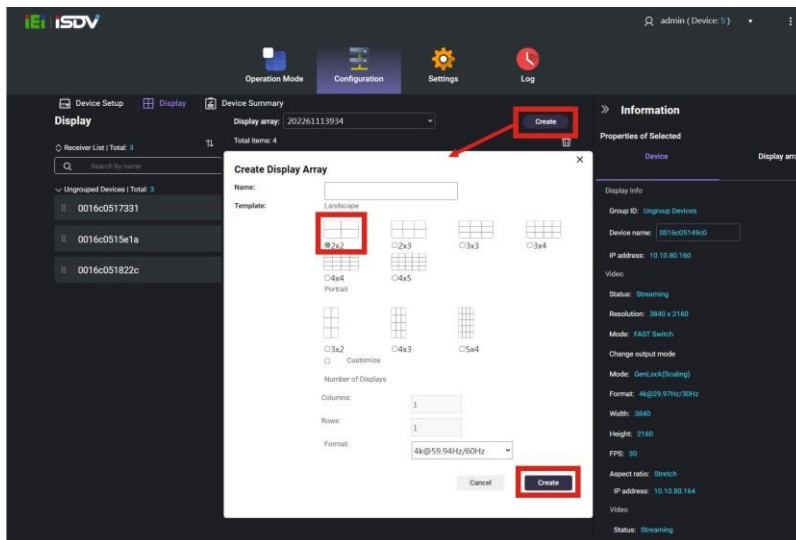 iEi iSDV
admin ( Device: 5 )
Operation Mode
Configuration
Settings
Log
Device Setup
Display
Device Summary
Display
Display array: 202261113934
Create
Receiver List | Total: 3
Total items: 4
Search by name
Ungrouped Devices | Total: 3
0016c0517331
0016c0515e1a
0016c051822c
Create Display Array
Name:
Template:
Landscape
2x2
2x3
3x3
3x4
4x4
4x5
Portrait
3x2
4x3
5x4
Customize
Number of Displays
Columns:
1
Rows:
1
Format:
4k@59.94Hz/60Hz
Cancel
Create
Information
Properties of Selected
Device
Display arr
Display Info
Group ID: Ungroup Devices
Device name: 0016c05149c0
IP address: 10.10.80.160
Video
Status: Streaming
Resolution: 3840 x 2160
Mode: FAST Switch
Change output mode
Mode: GenLock(Scaling)
Format: 4k@29.97Hz/30Hz
Width: 3840
Height: 2160
FPS: 30
Aspect ratio: Stretch
IP address: 10.10.80.164
Video
Status: Streaming